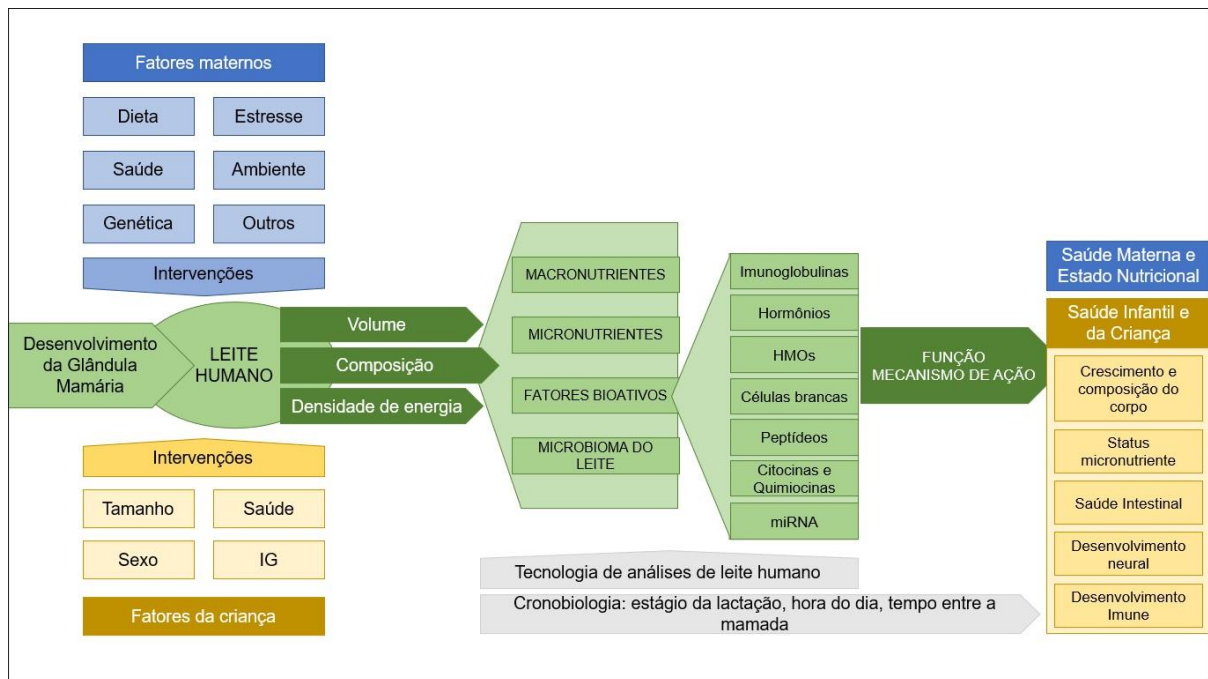 Fatores maternos
Dieta
Estresse
Saúde
Ambiente
Genética
Outros
Intervenções
Desenvolvimento
da Glândula
Mamária
LEITE
HUMANO
Volume
Composição
Densidade de energia
Intervenções
Tamanho
Saúde
Sexo
IG
Fatores da criança
MACRONUTRIENTES
MICRONUTRIENTES
FATORES BIOATIVOS
MICROBIOMA DO
LEITE
Imunoglobulinas
Hormônios
HMOs
Células brancas
Peptídeos
Citocinas e
Quimiocinas
miRNA
Tecnologia de análises de leite humano
Cronobiologia: estágio da lactação, hora do dia, tempo entre a
mamada
FUNÇÃO
MECANISMO DE AÇÃO
Saúde Materna e
Estado Nutricional
Saúde Infantil e
da Criança
Crescimento e
composição do
corpo
Status
micronutriente
Saúde Intestinal
Desenvolvimento
neural
Desenvolvimento
Imune